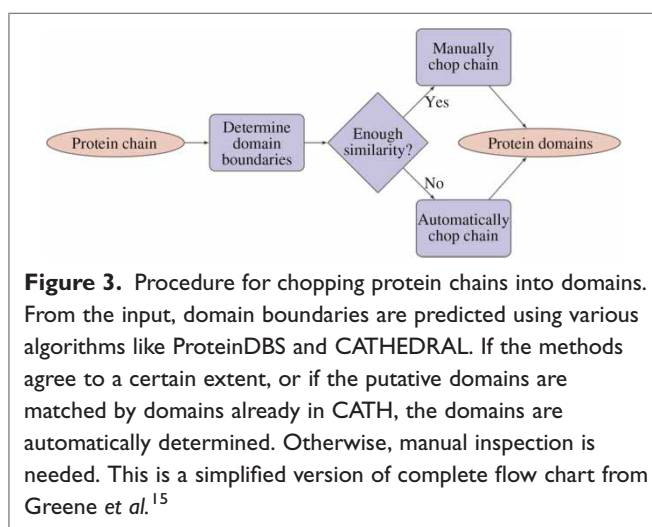 Manually
chop chain
Yes
Protein chain
Determine
domain
boundaries
Enough
similarity?
Protein domains
No
Automatically
chop chain
Figure 3. Procedure for chopping protein chains into domains.
From the input, domain boundaries are predicted using various
algorithms like ProteinDBS and CATHEDRAL. If the methods
agree to a certain extent, or if the putative domains are
matched by domains already in CATH, the domains are
automatically determined. Otherwise, manual inspection is
needed. This is a simplified version of complete flow chart from
Greene et al.15